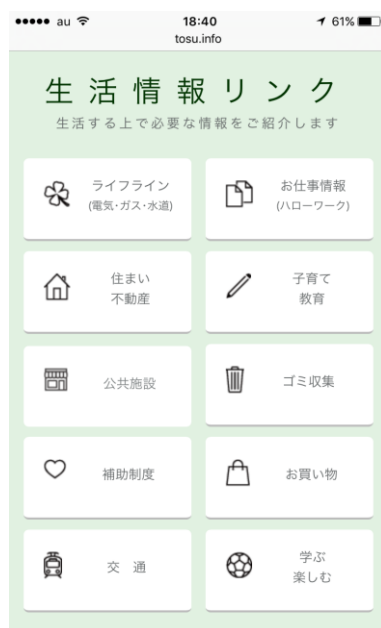 au 18:40 61%
tosu.info
生活情報リンク
生活する上で必要な情報をご紹介します
ライフライン
(電気・ガス・水道)
お仕事情報
(ハローワーク)
住まい
不動産
子育て
教育
公共施設
ゴミ収集
補助制度
お買い物
交 通
学ぶ
楽しむ